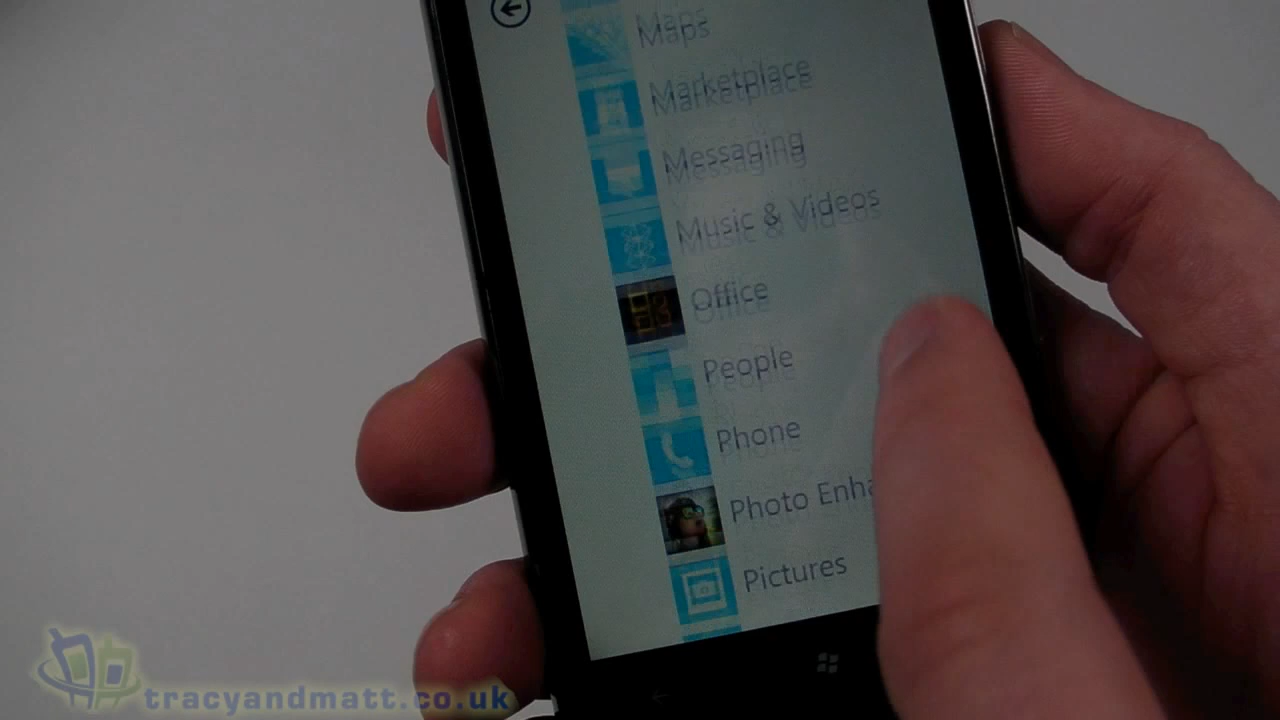 Maps
Marketplace
Messaging
Music & Videos
Office
People
Phone
Photo Enha
Pictures
tracyandmatt.co.uk